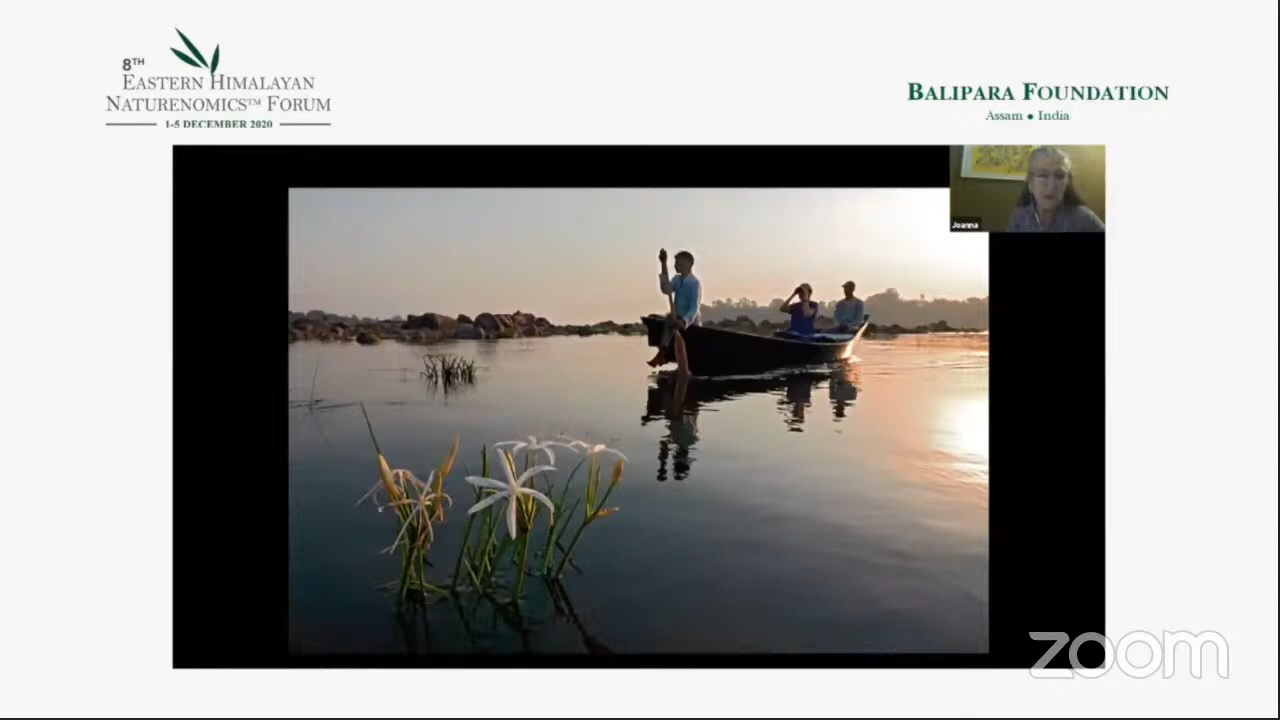 8TH
EASTERN HIMALAYAN
NATURENOMICS™ FORUM
1-5 DECEMBER 2020
BALIPARA FOUNDATION
Assam ● India
Joanna
zoom